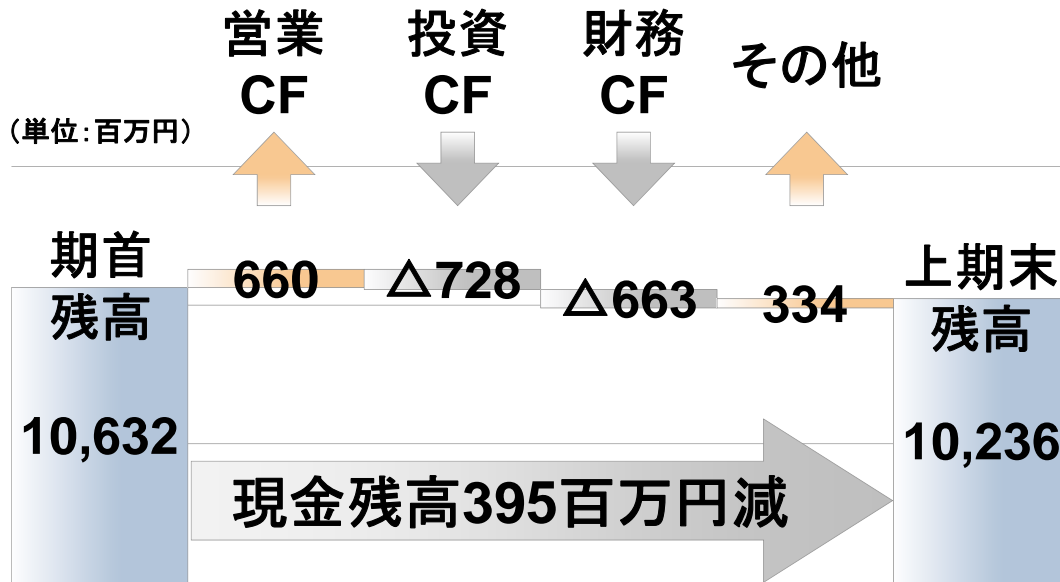 営業
CF
投資
CF
財務
CF
その他
（単位：百万円）
期首
残高
10,632
660
△728
△663
334
上期末
残高
10,236
現金残高395百万円減